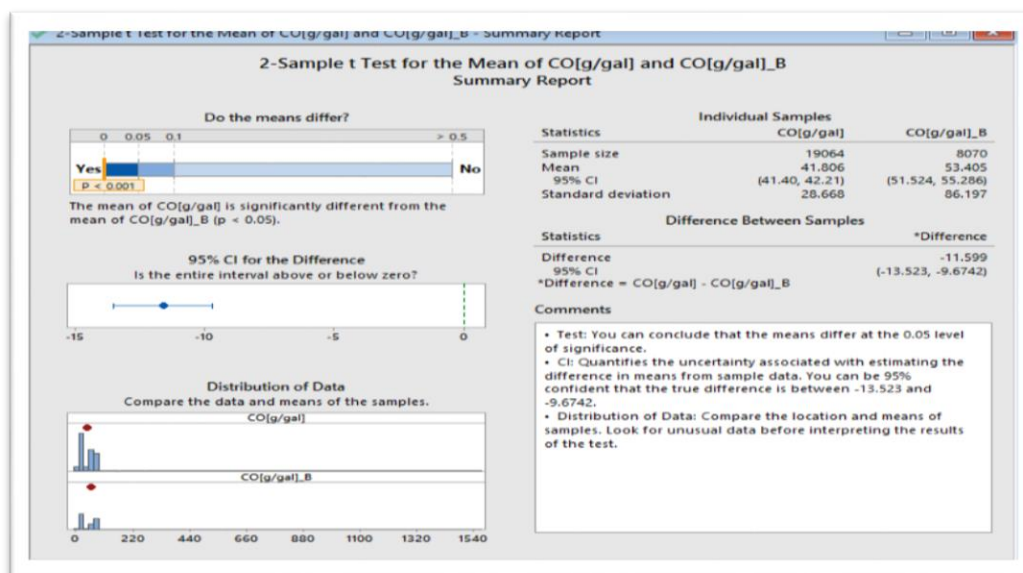 2-Sample t Test for the Mean of CO[g/gal] and CO[g/gal]_B - Summary Report
2-Sample t Test for the Mean of CO[g/gal] and CO[g/gal]_B
Summary Report
Do the means differ?
0 0.05 0.1 > 0.5
Yes No
P < 0.001
The mean of CO[g/gal] is significantly different from the
mean of CO[g/gal]_B (p < 0.05).
95% CI for the Difference
Is the entire interval above or below zero?
-15 -10 -5 0
Distribution of Data
Compare the data and means of the samples.
CO[g/gal]
CO[g/gal]_B
0 220 440 660 880 1100 1320 1540
Individual Samples
Statistics CO[g/gal] CO[g/gal]_B
Sample size 19064 8070
Mean 41.806 53.405
95% CI (41.40, 42.21) (51.524, 55.286)
Standard deviation 28.668 86.197
Difference Between Samples
Statistics *Difference
Difference -11.599
95% CI (-13.523, -9.6742)
*Difference = CO[g/gal] - CO[g/gal]_B
Comments
• Test: You can conclude that the means differ at the 0.05 level
of significance.
• CI: Quantifies the uncertainty associated with estimating the
difference in means from sample data. You can be 95%
confident that the true difference is between -13.523 and
-9.6742.
• Distribution of Data: Compare the location and means of
samples. Look for unusual data before interpreting the results
of the test.